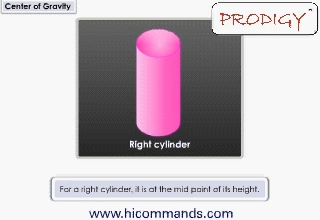 Center of Gravity
PRODIGY
Right cylinder
For a right cylinder, it is at the mid point of its height.
www.hicommands.com